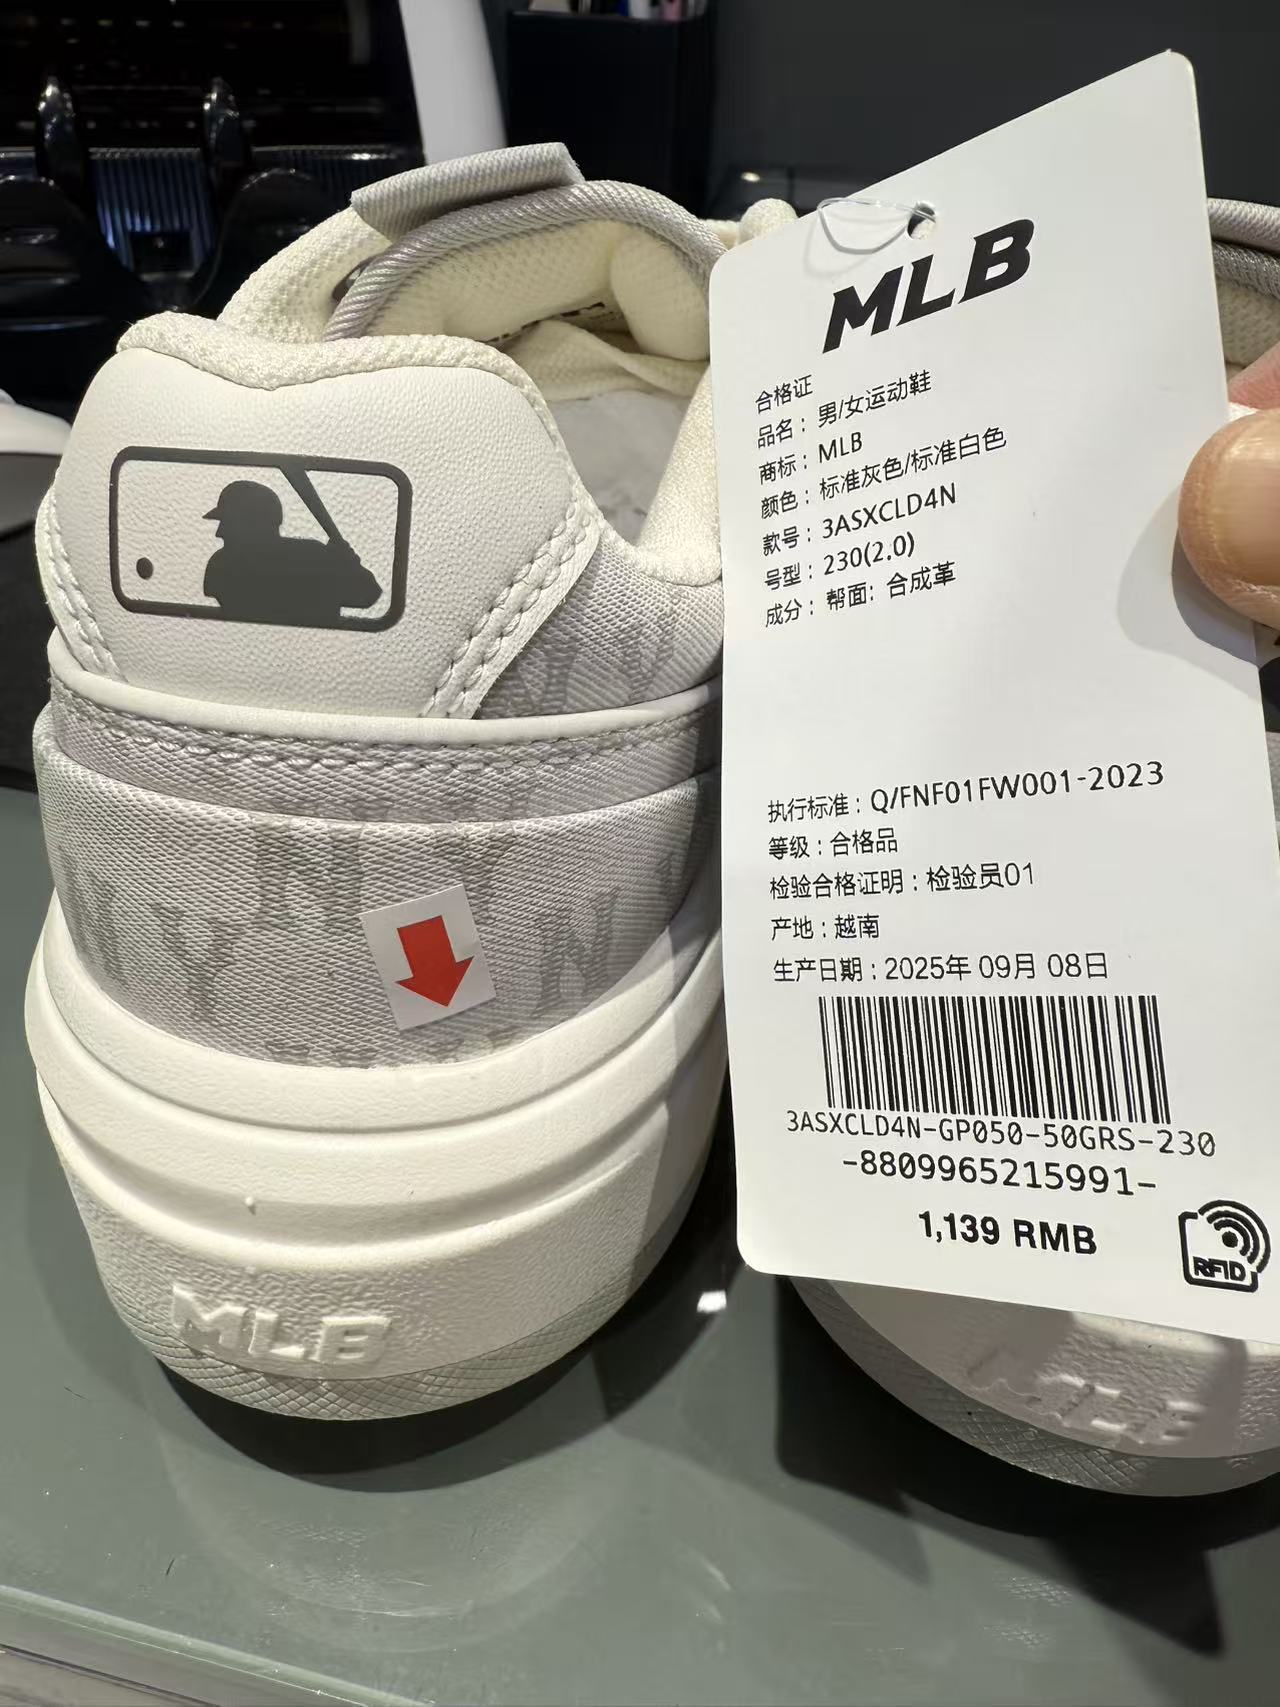 MLB
合格证
品名：男/女运动鞋
商标：MLB
颜色：标准灰色/标准白色
款号：3ASXCLD4N
号型：230(2.0)
成分：帮面：合成革
执行标准：Q/FNF01FW001-2023
等级：合格品
检验合格证明：检验员01
产地：越南
生产日期：2025年 09月 08日
3ASXCLD4N-GP050-50GRS-230
-8809965215991-
1,139 RMB
RFID
MLB
MLB